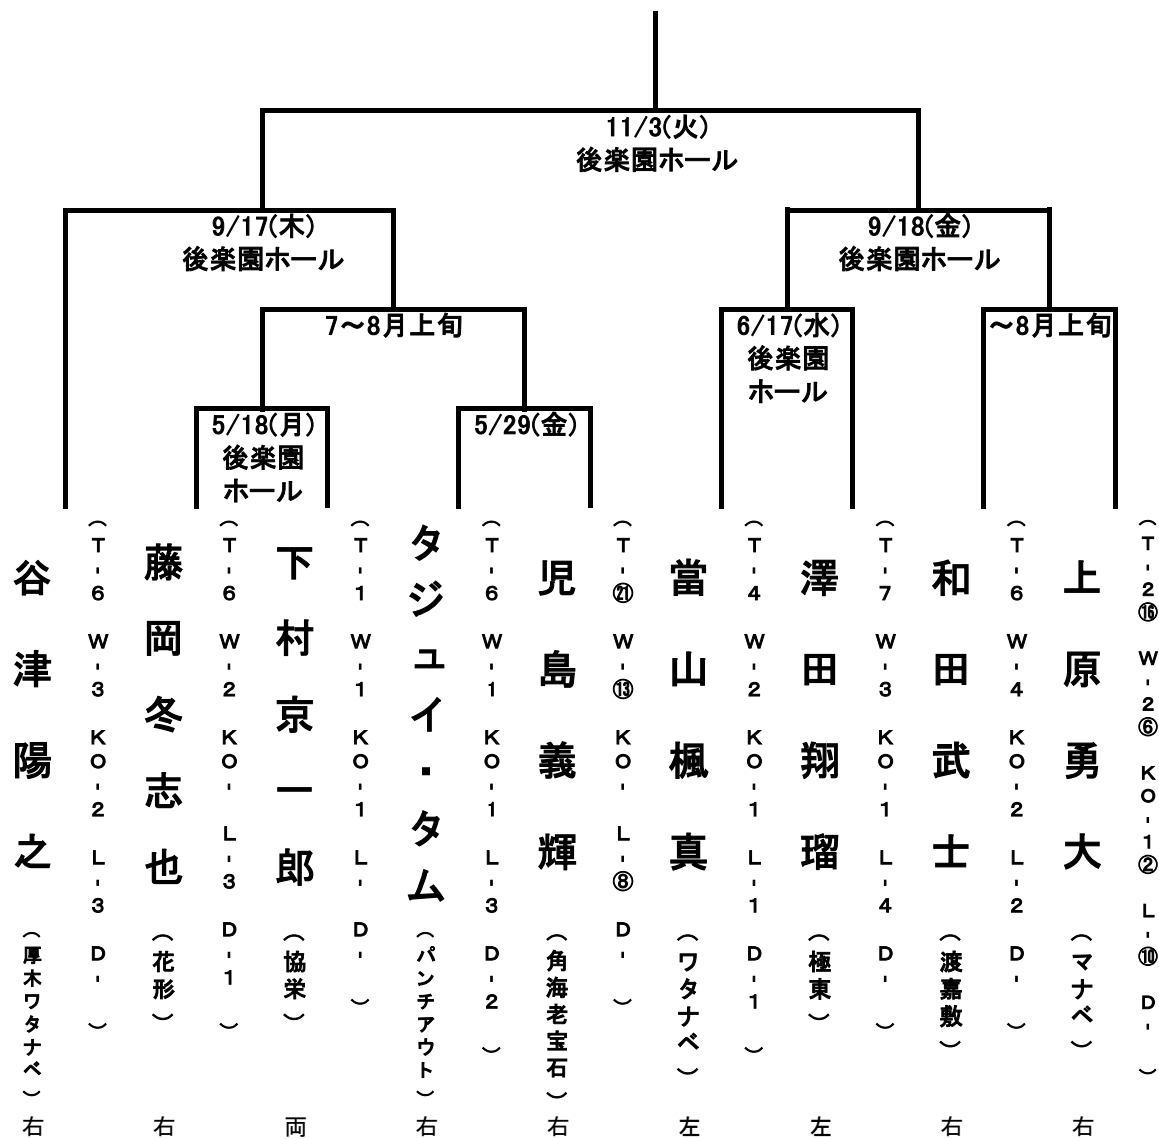 11/3(火)
後楽園ホール
9/17(木)
後楽園ホール
9/18(金)
後楽園ホール
7～8月上旬
6/17(水)
後楽園
ホール
～8月上旬
5/18(月)
後楽園
ホール
5/29(金)
谷津陽之（厚木ワタナベ）右
（T-6 W-3 KO-2 L-3 D- ）
藤岡冬志也（花形）右
（T-6 W-2 KO- L-3 D-1 ）
下村京一郎（協栄）両
（T-1 W-1 KO-1 L- D- ）
タジュイ・タム（パンチアウト）右
（T-6 W-1 KO-1 L-3 D-2 ）
児島義輝（角海老宝石）右
（T-㉑ W-⑬ KO- L-⑧ D- ）
當山楓真（ワタナベ）左
（T-4 W-2 KO-1 L-1 D-1 ）
澤田翔瑠（極東）左
（T-7 W-3 KO-1 L-4 D- ）
和田武士（渡嘉敷）右
（T-6 W-4 KO-2 L-2 D- ）
上原勇大（マナベ）右
（T-2⑯ W-2⑥ KO-1② L-⑩ D- ）